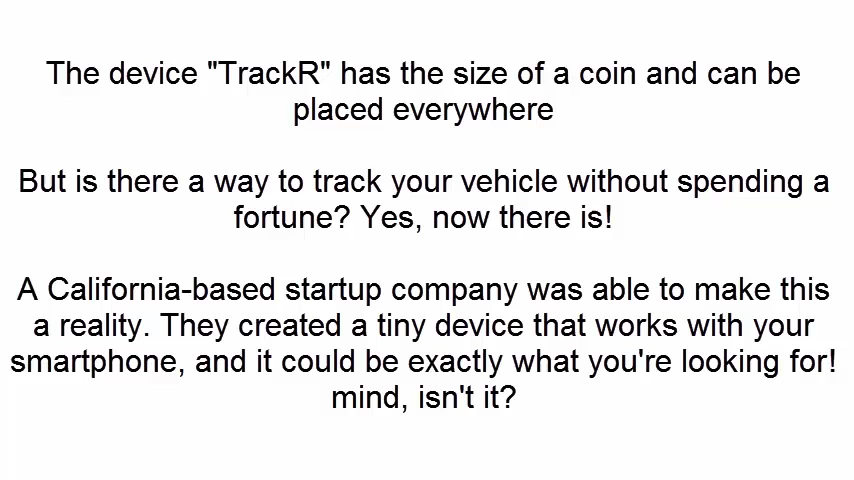 The device "TrackR" has the size of a coin and can be
placed everywhere
But is there a way to track your vehicle without spending a
fortune? Yes, now there is!
A California-based startup company was able to make this
a reality. They created a tiny device that works with your
smartphone, and it could be exactly what you're looking for!
mind, isn't it?